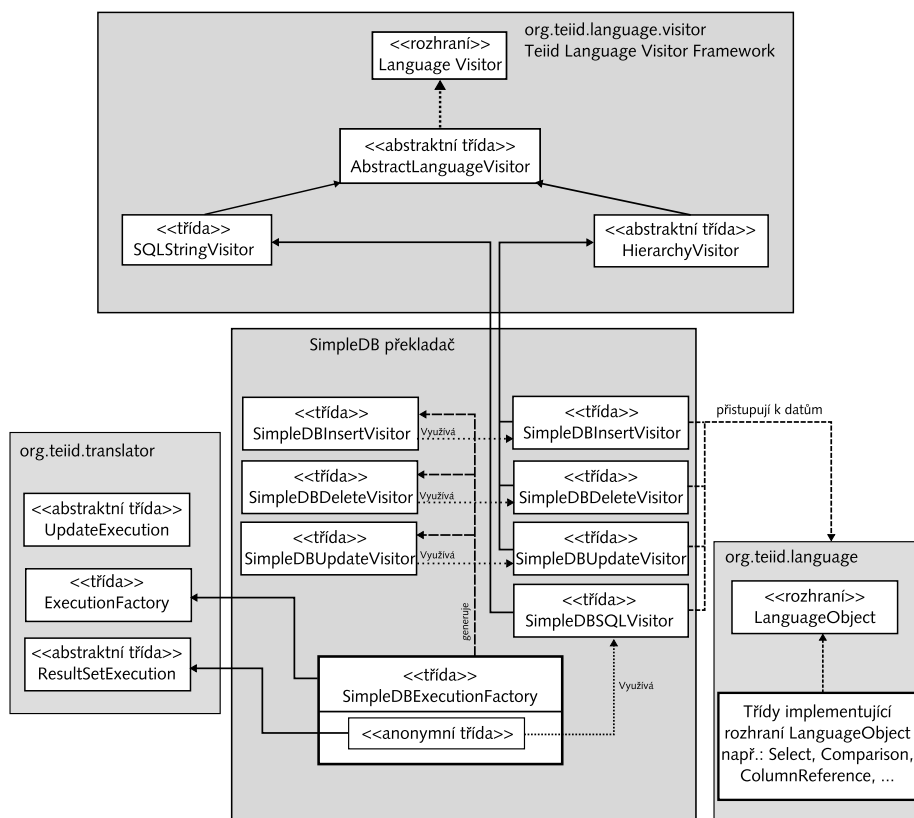 org.teiid.language.visitor
Teiid Language Visitor Framework
<<rozhraní>>
Language Visitor
<<abstraktní třída>>
AbstractLanguageVisitor
<<třída>>
SQLStringVisitor
<<abstraktní třída>>
HierarchyVisitor
SimpleDB překladač
<<třída>>
SimpleDBInsertVisitor
Využívá
<<třída>>
SimpleDBInsertVisitor
přistupují k datům
<<třída>>
SimpleDBDeleteVisitor
Využívá
<<třída>>
SimpleDBDeleteVisitor
<<třída>>
SimpleDBUpdateVisitor
Využívá
<<třída>>
SimpleDBUpdateVisitor
<<třída>>
SimpleDBSQLVisitor
generuje
Využívá
<<třída>>
SimpleDBExecutionFactory
<<anonymní třída>>
org.teiid.translator
<<abstraktní třída>>
UpdateExecution
<<třída>>
ExecutionFactory
<<abstraktní třída>>
ResultSetExecution
org.teiid.language
<<rozhraní>>
LanguageObject
Třídy implementující
rozhraní LanguageObject
např.: Select, Comparison,
ColumnReference, ...